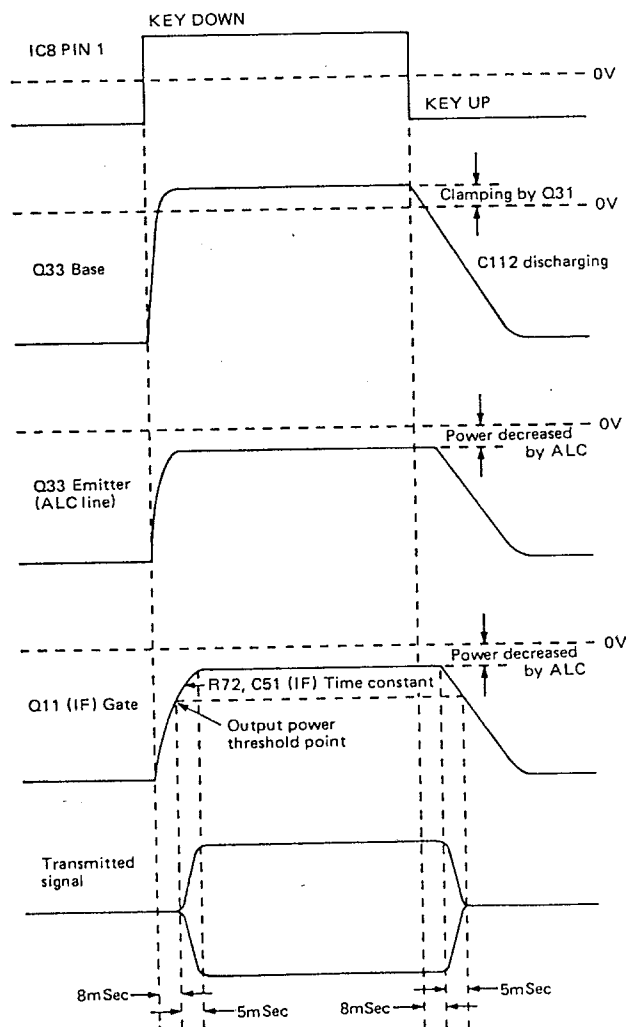 KEY DOWN
IC8 PIN 1
0V
KEY UP
Clamping by Q31
0V
C112 discharging
Q33 Base
0V
Power decreased
by ALC
Q33 Emitter
(ALC line)
0V
Power decreased
by ALC
R72, C51 (IF) Time constant
Q11 (IF) Gate
Output power
threshold point
Transmitted
signal
8mSec
5mSec
8mSec
5mSec